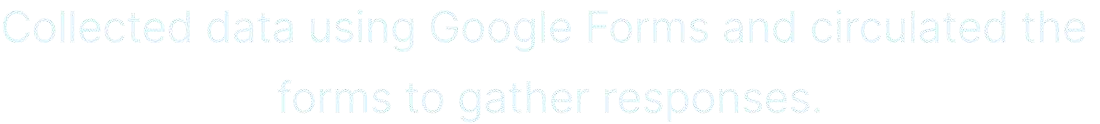 Collected data using Google Forms and circulated the
forms to gather responses.